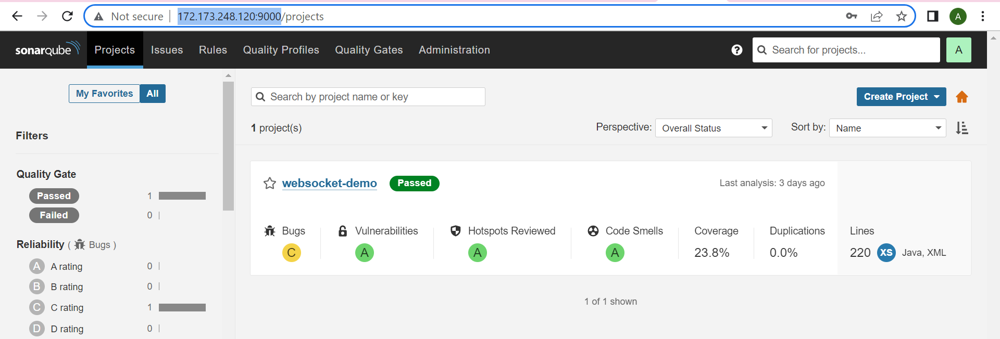 Not secure 172.173.248.120:9000/projects A
sonarqube Projects Issues Rules Quality Profiles Quality Gates Administration ? Search for projects... A
My Favorites All
Search by project name or key Create Project
1 project(s) Perspective: Overall Status Sort by: Name
Filters
Quality Gate
Passed 1
Failed 0
Reliability ( Bugs )
A A rating 0
B B rating 0
C C rating 1
D D rating 0
websocket-demo Passed Last analysis: 3 days ago
Bugs Vulnerabilities Hotspots Reviewed Code Smells Coverage Duplications Lines
C A A A 23.8% 0.0% 220 XS Java, XML
1 of 1 shown